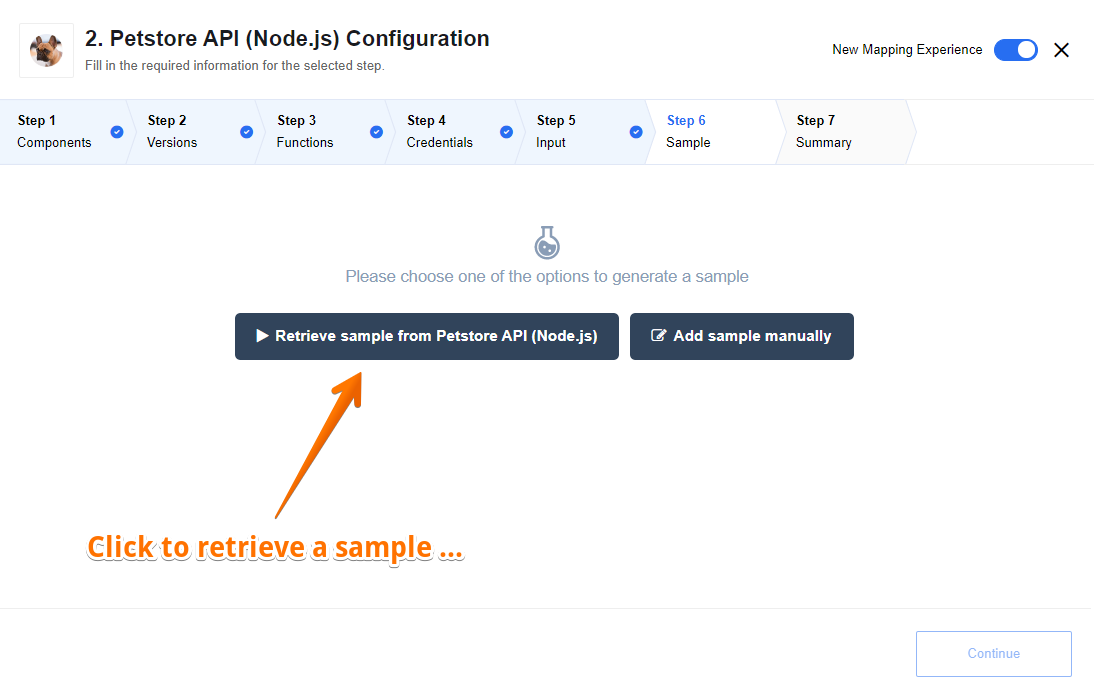 2. Petstore API (Node.js) Configuration
Fill in the required information for the selected step.
New Mapping Experience
Step 1
Components
Step 2
Versions
Step 3
Functions
Step 4
Credentials
Step 5
Input
Step 6
Sample
Step 7
Summary
Please choose one of the options to generate a sample
Retrieve sample from Petstore API (Node.js)
Add sample manually
Click to retrieve a sample ...
Continue